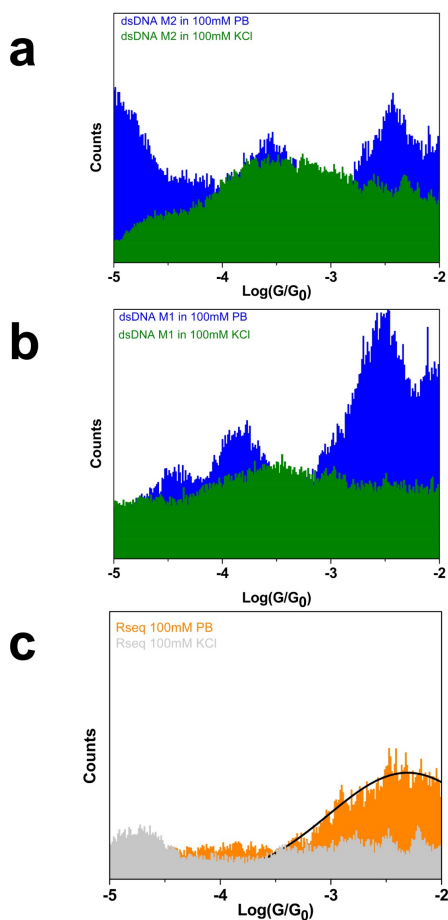 a
dsDNA M2 in 100mM PB
dsDNA M2 in 100mM KCl
Counts
-5 -4 -3 -2
Log(G/G0)
b
dsDNA M1 in 100mM PB
dsDNA M1 in 100mM KCl
Counts
-5 -4 -3 -2
Log(G/G0)
c
Rseq 100mM PB
Rseq 100mM KCl
Counts
-5 -4 -3 -2
Log(G/G0)